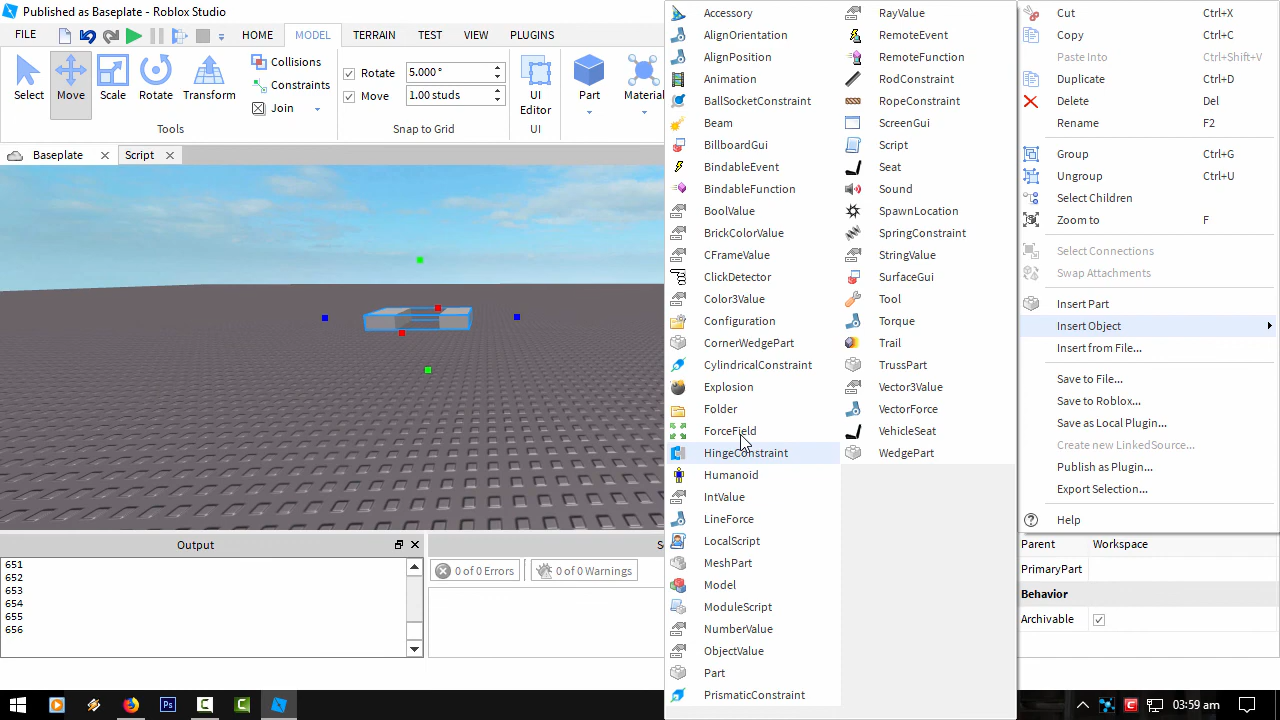 Published as Baseplate - Roblox Studio
FILE
HOME
MODEL
TERRAIN
TEST
VIEW
PLUGINS
Select
Move
Scale
Rotate
Transform
Tools
Collisions
Constraints
Join
Rotate
5.000 °
Move
1.00 studs
Snap to Grid
UI
Editor
UI
Part
Material
Baseplate
Script
Output
651
652
653
654
655
656
0 of 0 Errors
0 of 0 Warnings
Accessory
AlignOrientation
AlignPosition
Animation
BallSocketConstraint
Beam
BillboardGui
BindableEvent
BindableFunction
BoolValue
BrickColorValue
CFrameValue
ClickDetector
Color3Value
Configuration
CornerWedgePart
CylindricalConstraint
Explosion
Folder
ForceField
HingeConstraint
Humanoid
IntValue
LineForce
LocalScript
MeshPart
Model
ModuleScript
NumberValue
ObjectValue
Part
PrismaticConstraint
RayValue
RemoteEvent
RemoteFunction
RodConstraint
RopeConstraint
ScreenGui
Script
Seat
Sound
SpawnLocation
SpringConstraint
StringValue
SurfaceGui
Tool
Torque
Trail
TrussPart
Vector3Value
VectorForce
VehicleSeat
WedgePart
Cut Ctrl+X
Copy Ctrl+C
Paste Into Ctrl+Shift+V
Duplicate Ctrl+D
Delete Del
Rename F2
Group Ctrl+G
Ungroup Ctrl+U
Select Children
Zoom to F
Select Connections
Swap Attachments
Insert Part
Insert Object
Insert from File...
Save to File...
Save to Roblox...
Save as Local Plugin...
Create new LinkedSource...
Publish as Plugin...
Export Selection...
Help
Parent Workspace
PrimaryPart
Behavior
Archivable
Ps
03:59 am